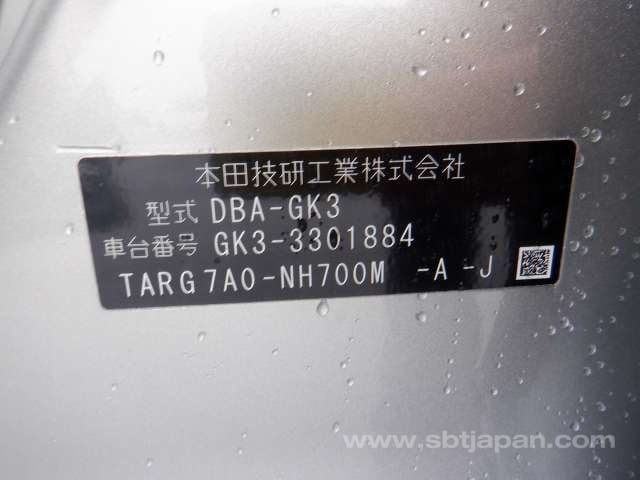 本田技研工業株式会社
型式 DBA-GK3
車台番号 GK3-3301884
TARG7A0-NH700M -A -J
www.sbtjapan.com